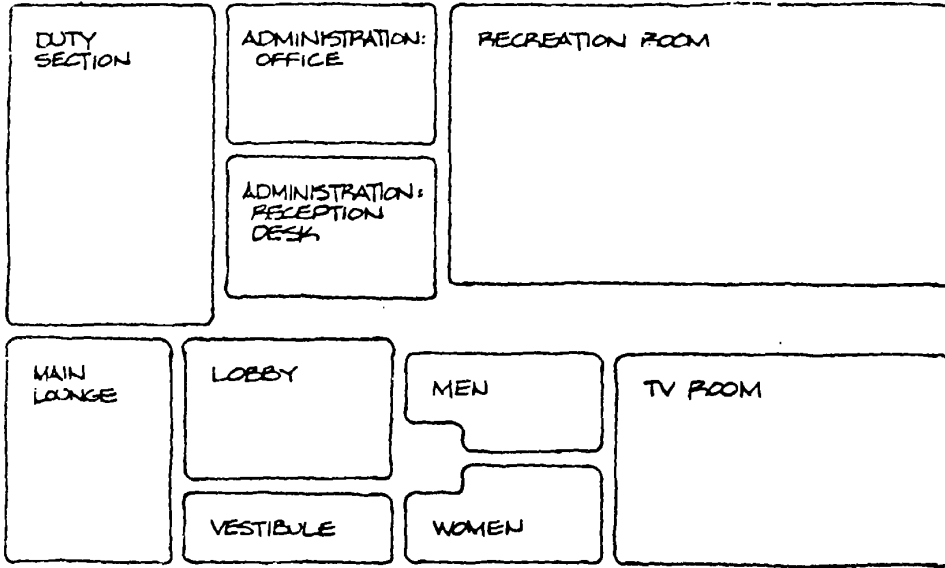 DUTY
SECTION
ADMINISTRATION:
OFFICE
RECREATION ROOM
ADMINISTRATION:
RECEPTION
DESK
MAIN
LOUNGE
LOBBY
MEN
TV ROOM
VESTIBULE
WOMEN